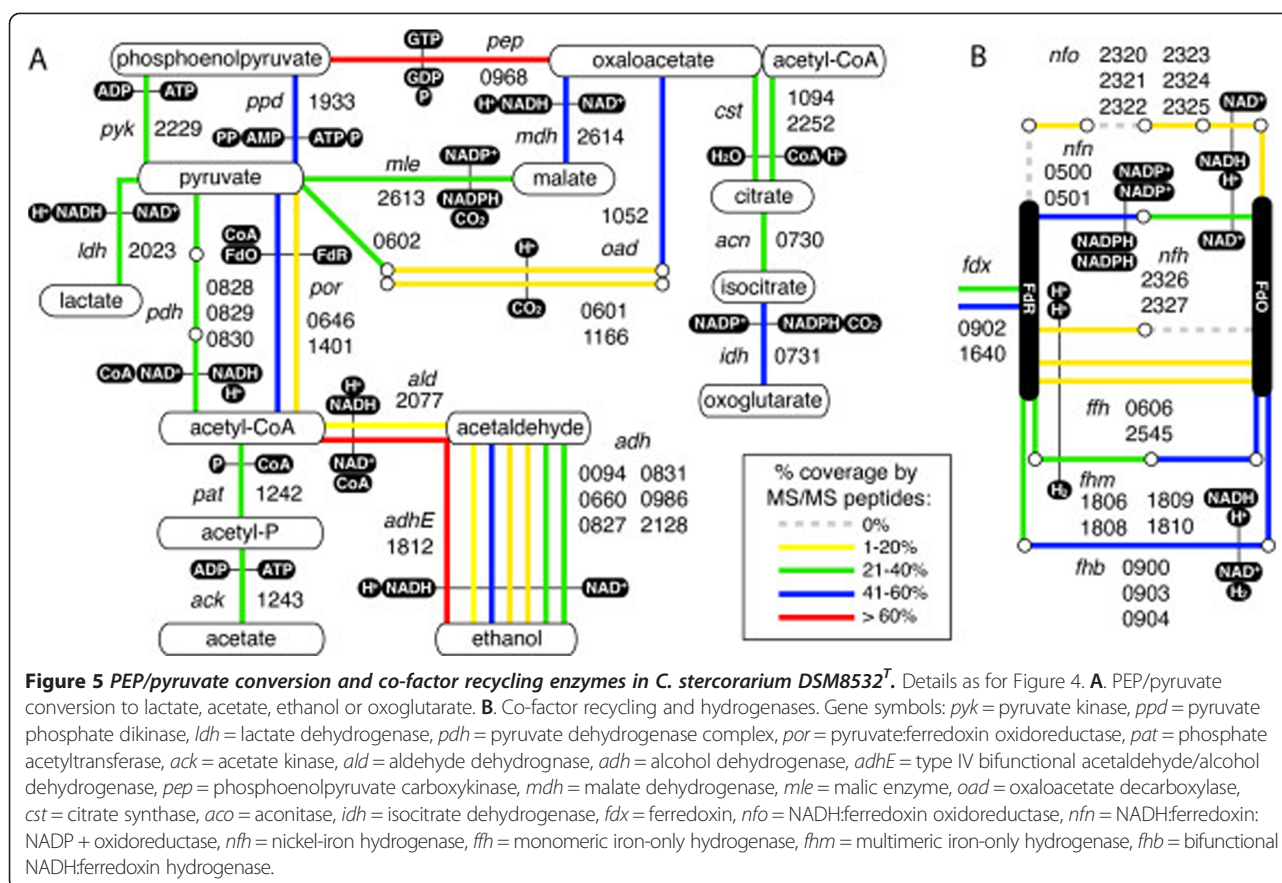 A
phosphoenolpyruvate
GTP
pep
GDP
P
0968
oxaloacetate
acetyl-CoA
ADP
ATP
pyk
2229
ppd
1933
PP AMP
ATP P
H⁺ NADH
NAD⁺
mdh
2614
cst
1094
2252
H₂O
CoA H⁺
pyruvate
mle
NADP⁺
2613
NADPH
CO₂
malate
citrate
H⁺ NADH
NAD⁺
ldh
2023
lactate
CoA
FdO
FdR
0602
1052
oad
H⁺
CO₂
0601
1166
acn
0730
isocitrate
NADP⁺
NADPH CO₂
idh
0731
oxoglutarate
pdh
0828
0829
0830
por
0646
1401
CoA NAD⁺
NADH
H⁺
acetyl-CoA
H⁺
NADH
ald
2077
NAD⁺
CoA
acetaldehyde
P
CoA
pat
1242
acetyl-P
ADP
ATP
ack
1243
acetate
adhE
1812
H⁺ NADH
NAD⁺
adh
0094 0831
0660 0986
0827 2128
ethanol
% coverage by
MS/MS peptides:
0%
1-20%
21-40%
41-60%
> 60%
B
nfo
2320 2323
2321 2324
2322 2325
NAD⁺
NADH
H⁺
NAD⁺
nfn
0500
0501
NADP⁺
NADP⁺
NADPH
NADPH
fdx
0902
1640
FdR
FdO
H⁺
H⁺
H₂
nfh
2326
2327
ffh
0606
2545
fhm
1806 1809
1808 1810
NADH
H⁺
NAD⁺
H₂
fhb
0900
0903
0904
Figure 5 PEP/pyruvate conversion and co-factor recycling enzymes in C. stercorarium DSM8532ᵀ. Details as for Figure 4. A. PEP/pyruvate
conversion to lactate, acetate, ethanol or oxoglutarate. B. Co-factor recycling and hydrogenases. Gene symbols: pyk = pyruvate kinase, ppd = pyruvate
phosphate dikinase, ldh = lactate dehydrogenase, pdh = pyruvate dehydrogenase complex, por = pyruvate:ferredoxin oxidoreductase, pat = phosphate
acetyltransferase, ack = acetate kinase, ald = aldehyde dehydrognase, adh = alcohol dehydrogenase, adhE = type IV bifunctional acetaldehyde/alcohol
dehydrogenase, pep = phosphoenolpyruvate carboxykinase, mdh = malate dehydrogenase, mle = malic enzyme, oad = oxaloacetate decarboxylase,
cst = citrate synthase, aco = aconitase, idh = isocitrate dehydrogenase, fdx = ferredoxin, nfo = NADH:ferredoxin oxidoreductase, nfn = NADH:ferredoxin:
NADP + oxidoreductase, nfh = nickel-iron hydrogenase, ffh = monomeric iron-only hydrogenase, fhm = multimeric iron-only hydrogenase, fhb = bifunctional
NADH:ferredoxin hydrogenase.